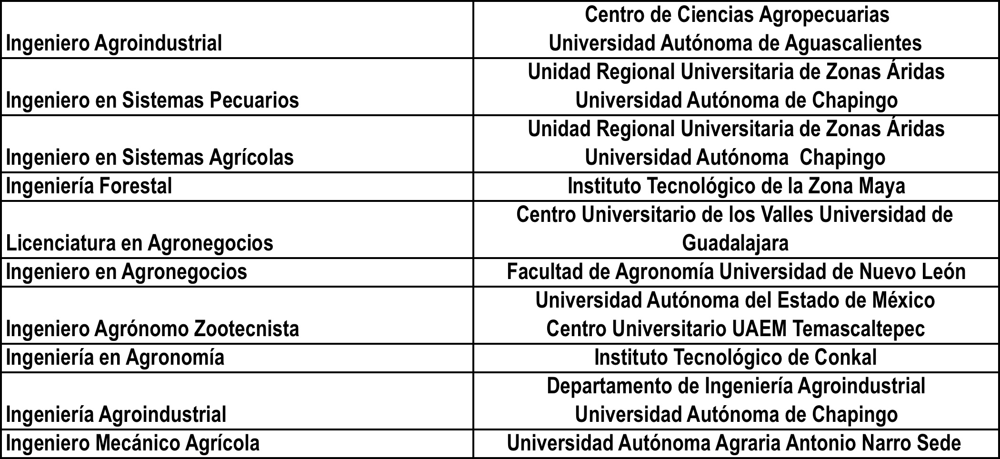 Centro de Ciencias Agropecuarias
Ingeniero Agroindustrial Universidad Autónoma de Aguascalientes
Unidad Regional Universitaria de Zonas Áridas
Ingeniero en Sistemas Pecuarios Universidad Autónoma de Chapingo
Unidad Regional Universitaria de Zonas Áridas
Ingeniero en Sistemas Agrícolas Universidad Autónoma  Chapingo
Ingeniería Forestal Instituto Tecnológico de la Zona Maya
Centro Universitario de los Valles Universidad de
Licenciatura en Agronegocios Guadalajara
Ingeniero en Agronegocios Facultad de Agronomía Universidad de Nuevo León
Universidad Autónoma del Estado de México
Ingeniero Agrónomo Zootecnista Centro Universitario UAEM Temascaltepec
Ingeniería en Agronomía Instituto Tecnológico de Conkal
Departamento de Ingeniería Agroindustrial
Ingeniería Agroindustrial Universidad Autónoma de Chapingo
Ingeniero Mecánico Agrícola Universidad Autónoma Agraria Antonio Narro Sede